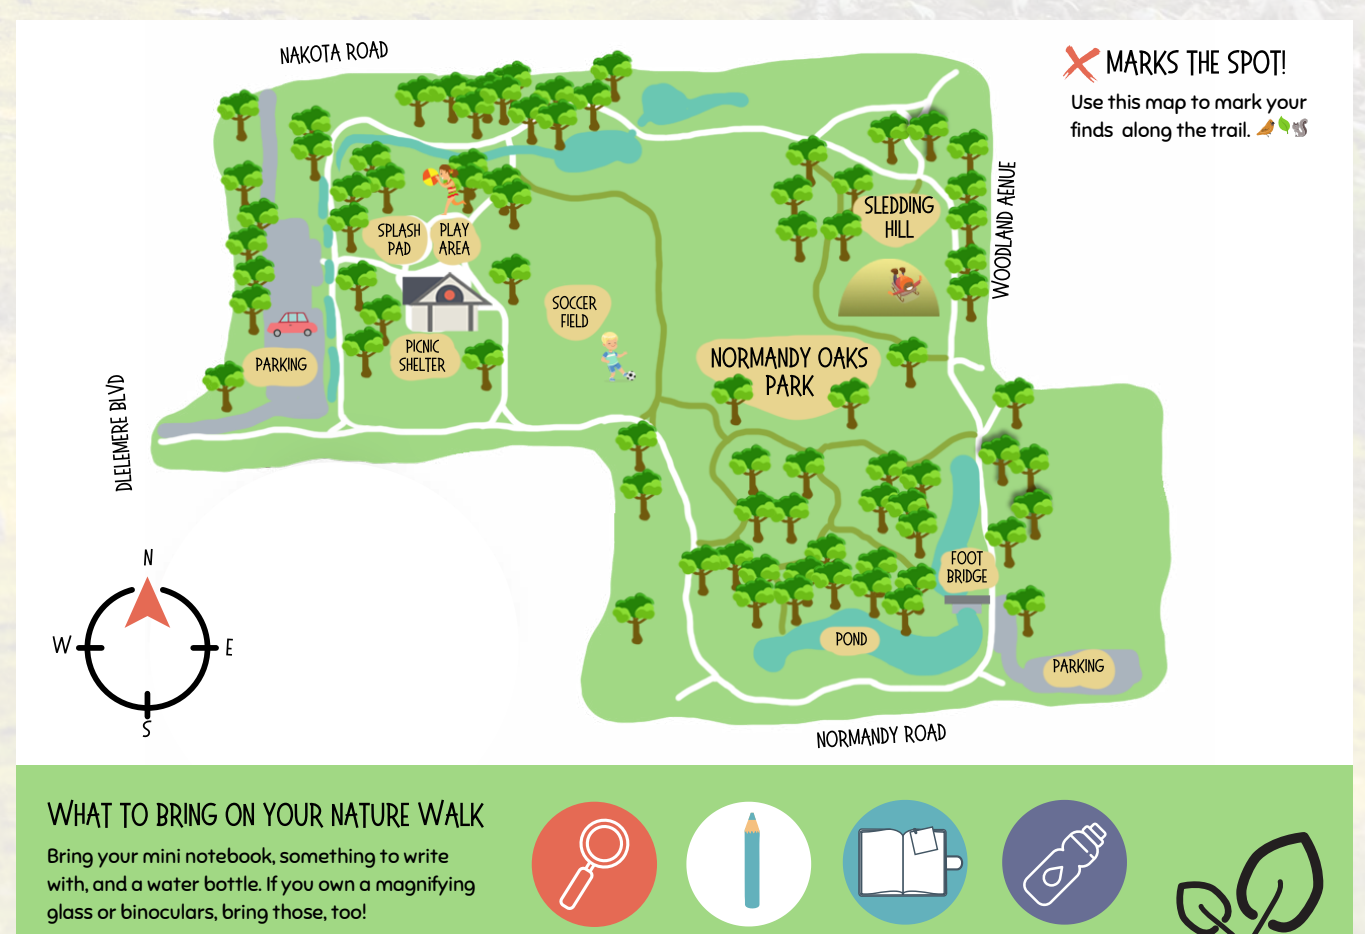 NAKOTA ROAD
MARKS THE SPOT!
Use this map to mark your
finds along the trail.
WOODLAND AENUE
SLEDDING
HILL
SPLASH
PAD
PLAY
AREA
SOCCER
FIELD
PICNIC
SHELTER
PARKING
NORMANDY OAKS
PARK
DLELEMERE BLVD
FOOT
BRIDGE
POND
PARKING
NORMANDY ROAD
N
W
E
S
WHAT TO BRING ON YOUR NATURE WALK
Bring your mini notebook, something to write
with, and a water bottle. If you own a magnifying
glass or binoculars, bring those, too!